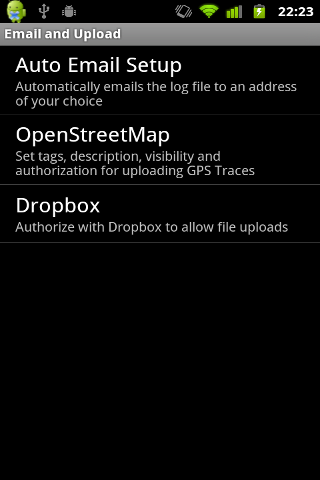 22:23
Email and Upload
Auto Email Setup
Automatically emails the log file to an address
of your choice
OpenStreetMap
Set tags, description, visibility and
authorization for uploading GPS Traces
Dropbox
Authorize with Dropbox to allow file uploads